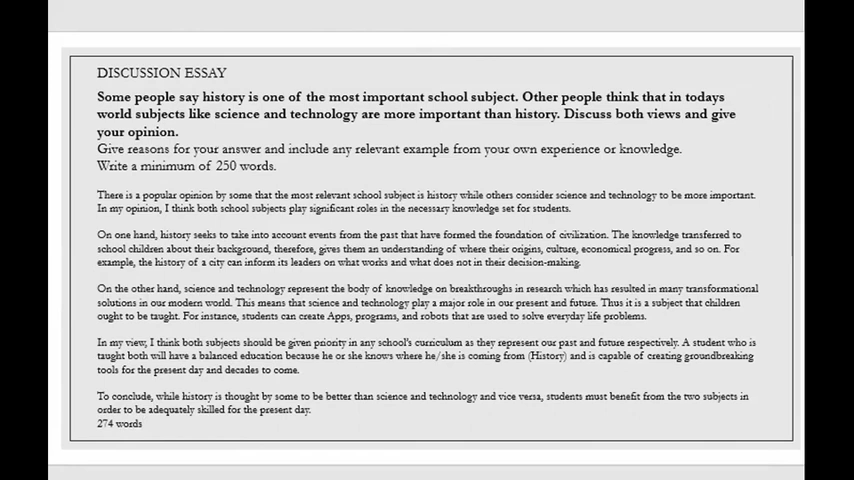 DISCUSSION ESSAY
Some people say history is one of the most important school subject. Other people think that in todays
world subjects like science and technology are more important than history. Discuss both views and give
your opinion.
Give reasons for your answer and include any relevant example from your own experience or knowledge.
Write a minimum of 250 words.
There is a popular opinion by some that the most relevant school subject is history while others consider science and technology to be more important.
In my opinion, I think both school subjects play significant roles in the necessary knowledge set for students.
On one hand, history seeks to take into account events from the past that have formed the foundation of civilization. The knowledge transferred to
school children about their background, therefore, gives them an understanding of where their origins, culture, economical progress, and so on. For
example, the history of a city can inform its leaders on what works and what does not in their decision-making.
On the other hand, science and technology represent the body of knowledge on breakthroughs in research which has resulted in many transformational
solutions in our modern world. This means that science and technology play a major role in our present and future. Thus it is a subject that children
ought to be taught. For instance, students can create Apps, programs, and robots that are used to solve everyday life problems.
In my view, I think both subjects should be given priority in any school's curriculum as they represent our past and future respectively. A student who is
taught both will have a balanced education because he or she knows where he/she is coming from (History) and is capable of creating groundbreaking
tools for the present day and decades to come.
To conclude, while history is thought by some to be better than science and technology and vice versa, students must benefit from the two subjects in
order to be adequately skilled for the present day.
274 words